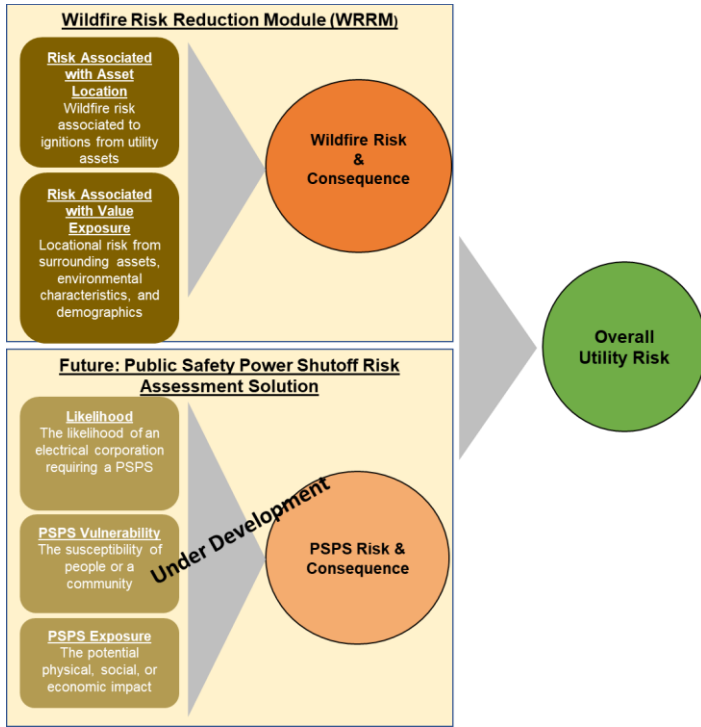 Wildfire Risk Reduction Module (WRRM)
Risk Associated
with Asset
Location
Wildfire risk
associated to
ignitions from utility
assets
Risk Associated
with Value
Exposure
Locational risk from
surrounding assets,
environmental
characteristics, and
demographics
Wildfire Risk
&
Consequence
Future: Public Safety Power Shutoff Risk
Assessment Solution
Likelihood
The likelihood of an
electrical corporation
requiring a PSPS
PSPS Vulnerability
The susceptibility of
people or a
community
PSPS Exposure
The potential
physical, social, or
economic impact
Under Development
PSPS Risk &
Consequence
Overall
Utility Risk